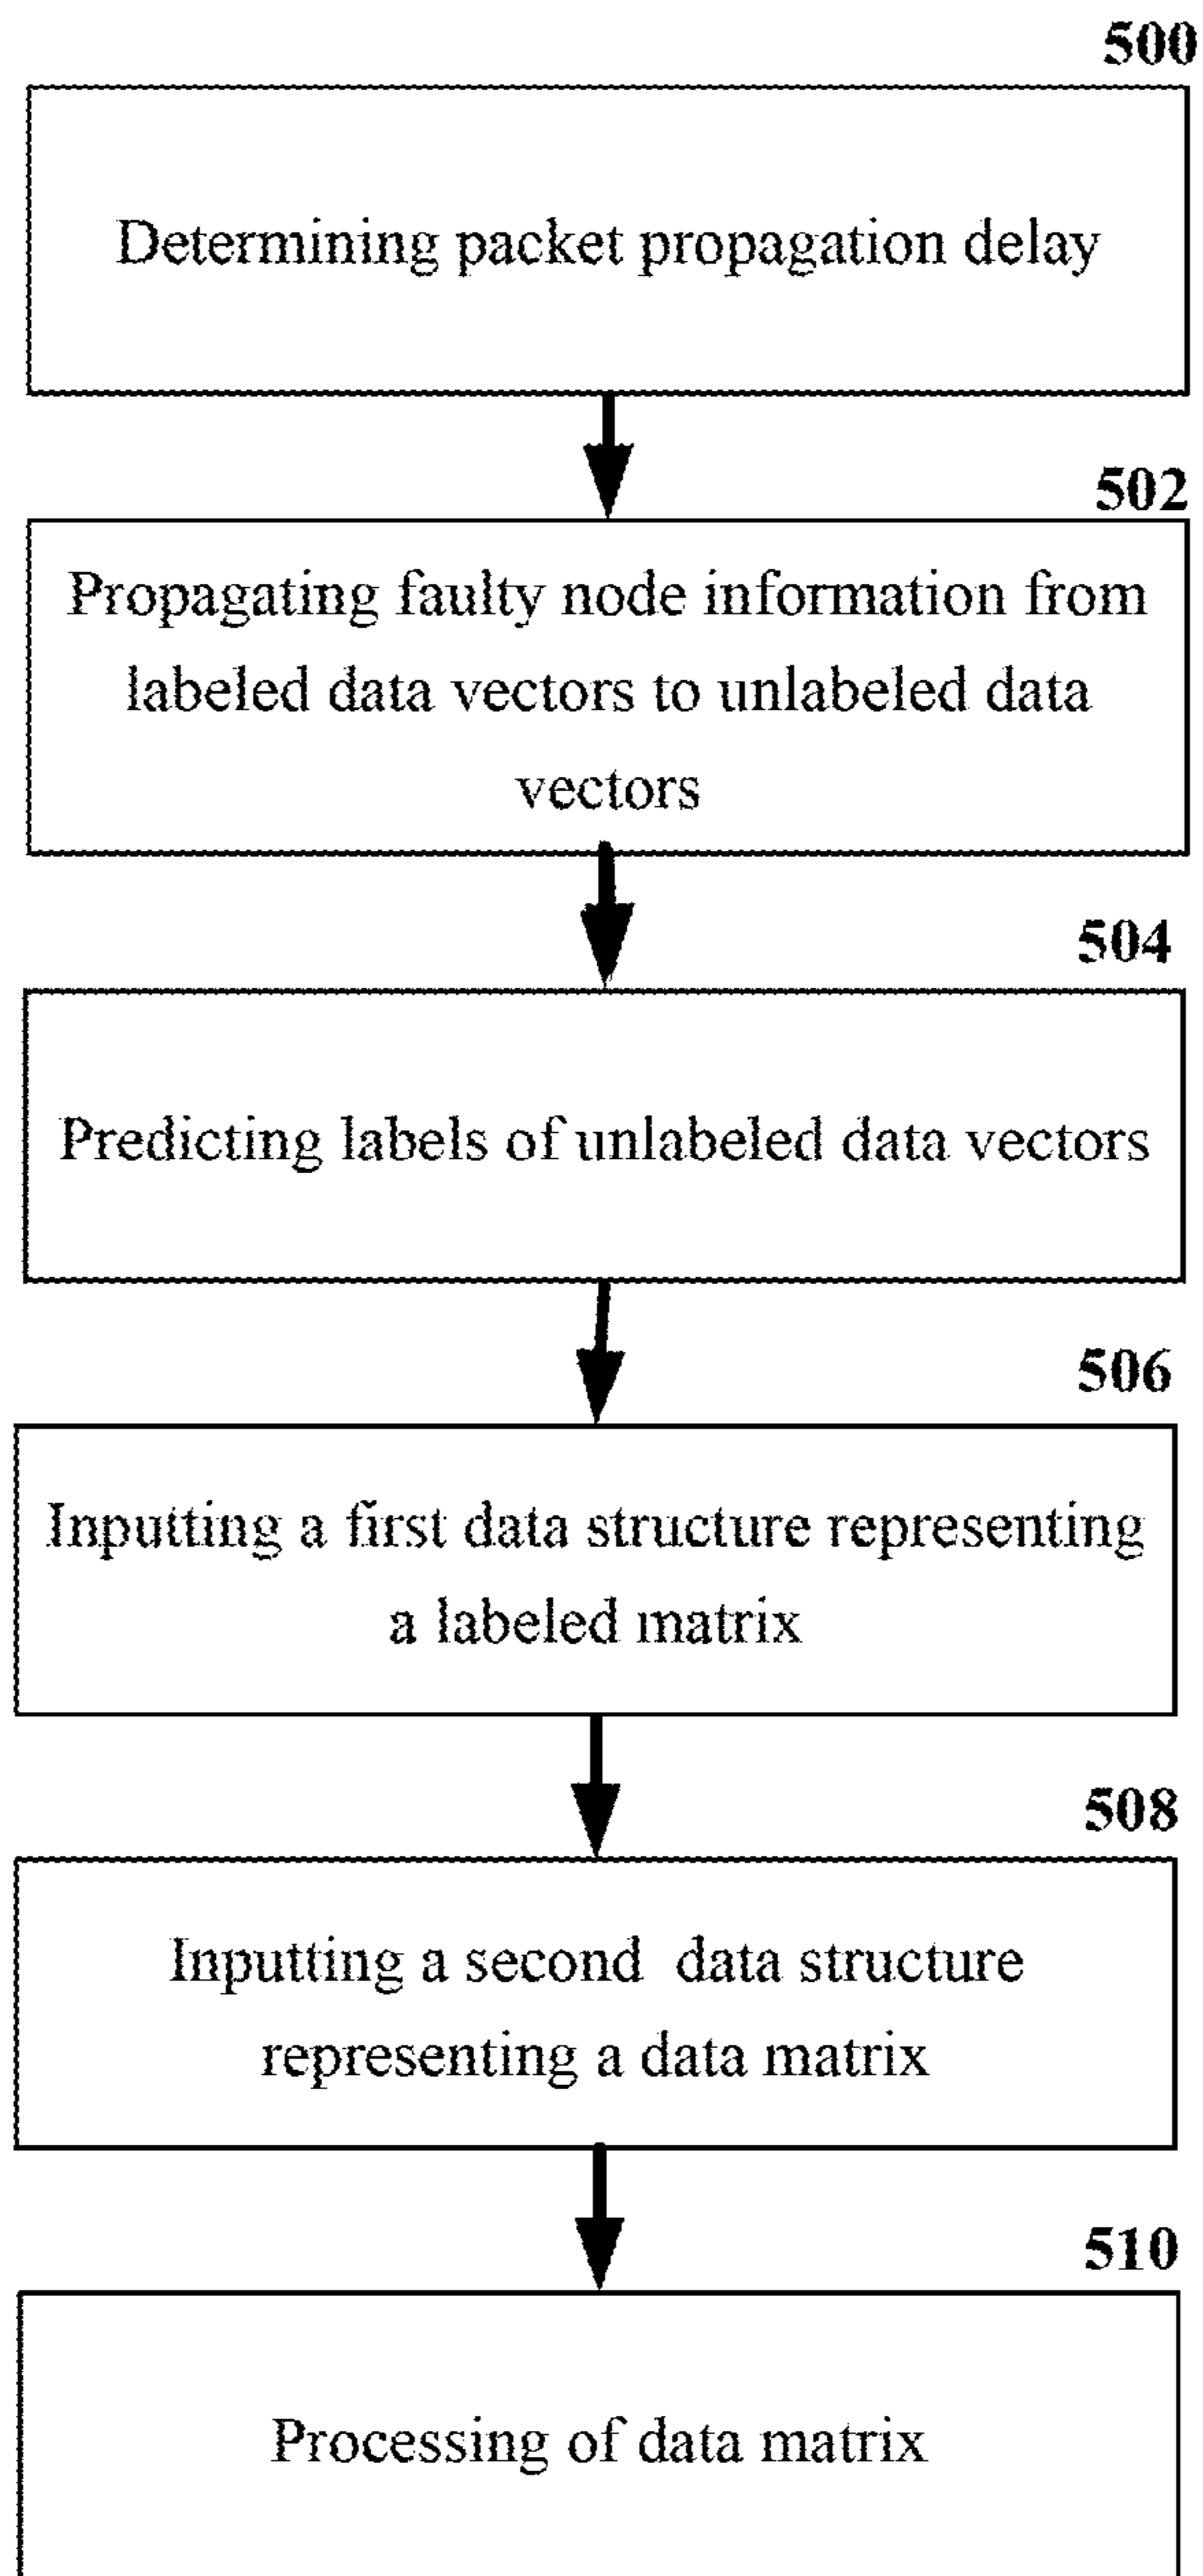 500
Determining packet propagation delay
502
Propagating faulty node information from
labeled data vectors to unlabeled data
vectors
504
Predicting labels of unlabeled data vectors
506
Inputting a first data structure representing
a labeled matrix
508
Inputting a second data structure
representing a data matrix
510
Processing of data matrix